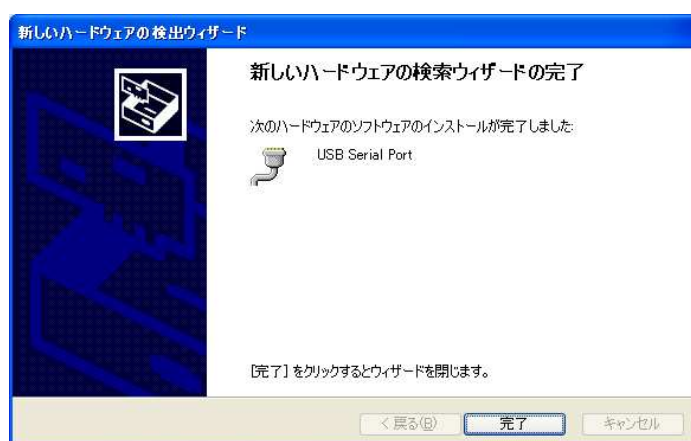 新しいハードウェアの検出ウィザード
新しいハードウェアの検索ウィザードの完了
次のハードウェアのソフトウェアのインストールが完了しました:
USB Serial Port
[完了] をクリックするとウィザードを閉じます。
< 戻る(B) 完了 キャンセル